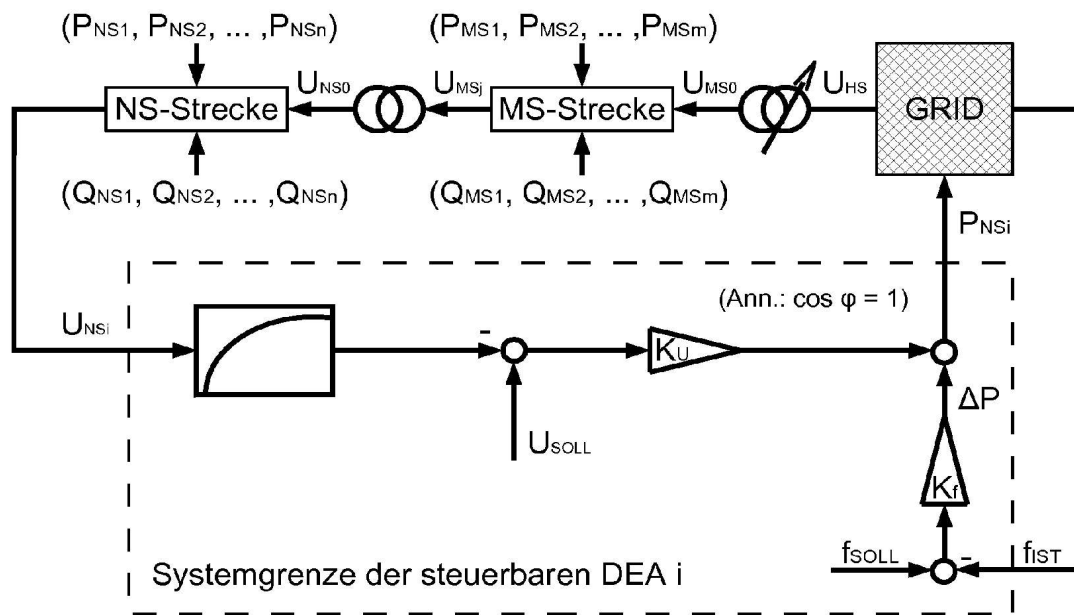 (PNS1, PNS2, ... ,PNSn)
(PMS1, PMS2, ... ,PMSm)
UNS0
UMSj
UMS0
UHS
NS-Strecke
MS-Strecke
GRID
(QNS1, QNS2, ... ,QNSn)
(QMS1, QMS2, ... ,QMSm)
PNSi
(Ann.: cos φ = 1)
UNSi
-
KU
ΔP
USOLL
Kf
fSOLL
-
fIST
Systemgrenze der steuerbaren DEA i